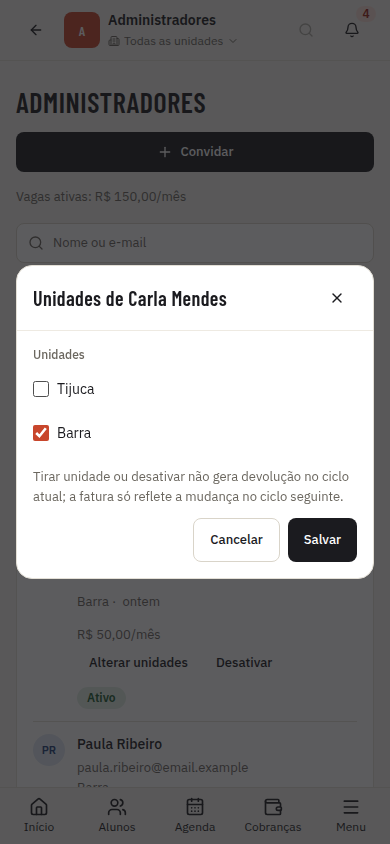 A
Administradores
Todas as unidades
4
ADMINISTRADORES
Convidar
Vagas ativas: R$ 150,00/mês
Nome ou e-mail
Unidades de Carla Mendes
Unidades
Tijuca
Barra
Tirar unidade ou desativar não gera devolução no ciclo
atual; a fatura só reflete a mudança no ciclo seguinte.
Cancelar
Salvar
Barra · ontem
R$ 50,00/mês
Alterar unidades
Desativar
Ativo
PR
Paula Ribeiro
paula.ribeiro@email.example
Barra
Início
Alunos
Agenda
Cobranças
Menu